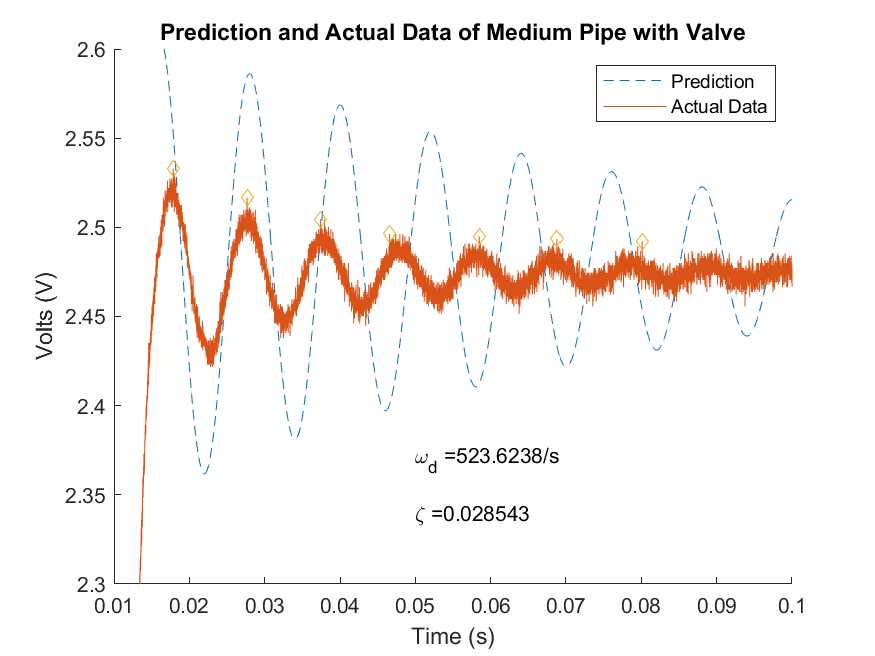 Prediction and Actual Data of Medium Pipe with Valve
2.6
Prediction
Actual Data
2.55
2.5
2.45
Volts (V)
2.4
ω_d =523.6238/s
2.35
ζ =0.028543
2.3
0.01 0.02 0.03 0.04 0.05 0.06 0.07 0.08 0.09 0.1
Time (s)